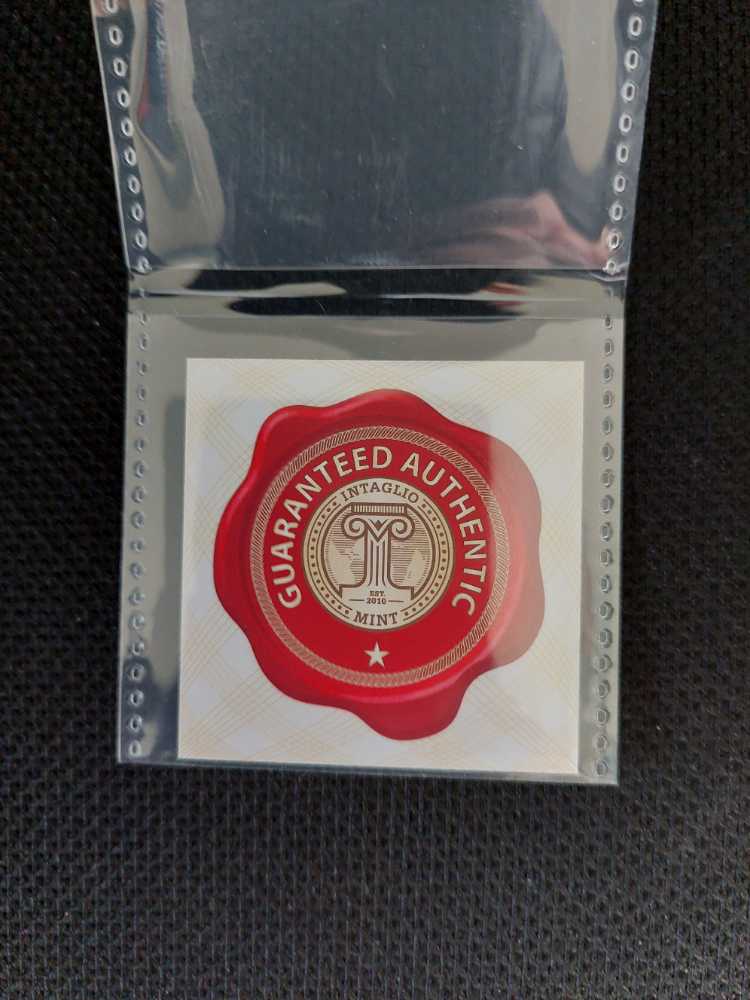 GUARANTEED AUTHENTIC
INTAGLIO
EST.
2010
MINT